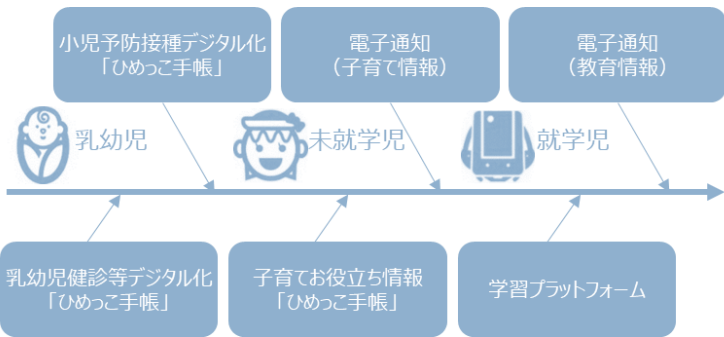 小児予防接種デジタル化
「ひめっこ手帳」
電子通知
（子育て情報）
電子通知
（教育情報）
乳幼児
未就学児
就学児
乳幼児健診等デジタル化
「ひめっこ手帳」
子育てお役立ち情報
「ひめっこ手帳」
学習プラットフォーム